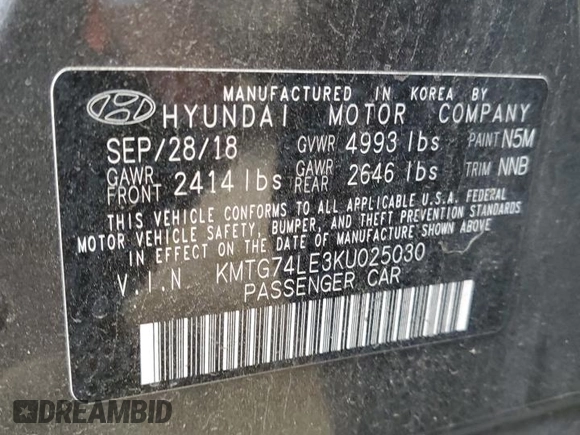 MANUFACTURED IN KOREA BY
HYUNDAI MOTOR COMPANY
SEP/28/18 GVWR 4993 lbs PAINT N5M
GAWR FRONT 2414 lbs GAWR REAR 2646 lbs TRIM NNB
THIS VEHICLE CONFORMS TO ALL APPLICABLE U.S.A. FEDERAL
MOTOR VEHICLE SAFETY, BUMPER, AND THEFT PREVENTION STANDARDS
IN EFFECT ON THE DATE OF MANUFACTURE SHOWN ABOVE.
V.I.N KMTG74LE3KU025030
PASSENGER CAR
DREAMBID